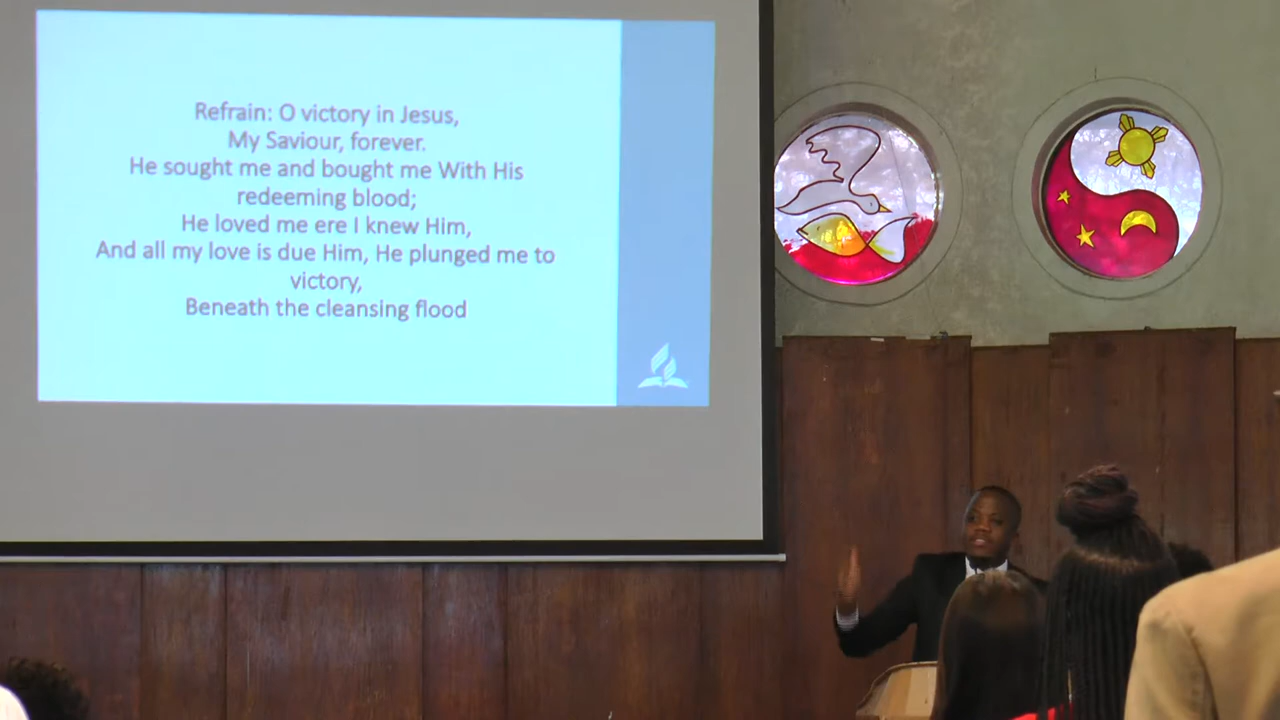 Refrain: O victory in Jesus,
My Saviour, forever.
He sought me and bought me With His
redeeming blood;
He loved me ere I knew Him,
And all my love is due Him, He plunged me to
victory,
Beneath the cleansing flood